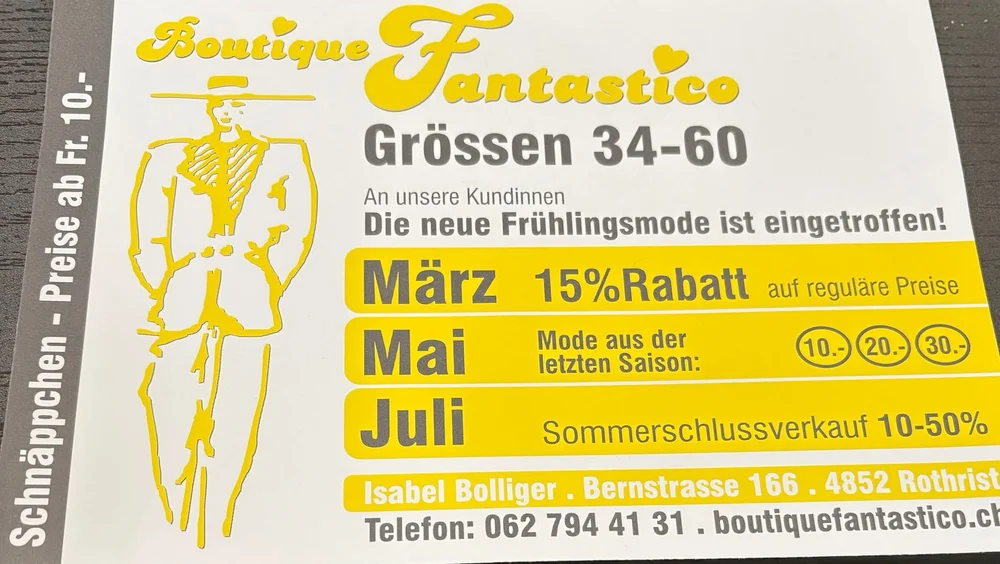 Boutique Fantastico
Grössen 34-60
An unsere Kundinnen
Die neue Frühlingsmode ist eingetroffen!
März 15%Rabatt auf reguläre Preise
Mai Mode aus der
letzten Saison: 10.- 20.- 30.-
Juli Sommerschlussverkauf 10-50%
Isabel Bolliger . Bernstrasse 166 . 4852 Rothrist
Telefon: 062 794 41 31 . boutiquefantastico.ch
Schnäppchen - Preise ab Fr. 10.-